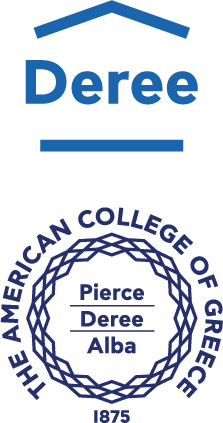 Deree
THE AMERICAN COLLEGE OF GREECE
Pierce
Deree
Alba
1875